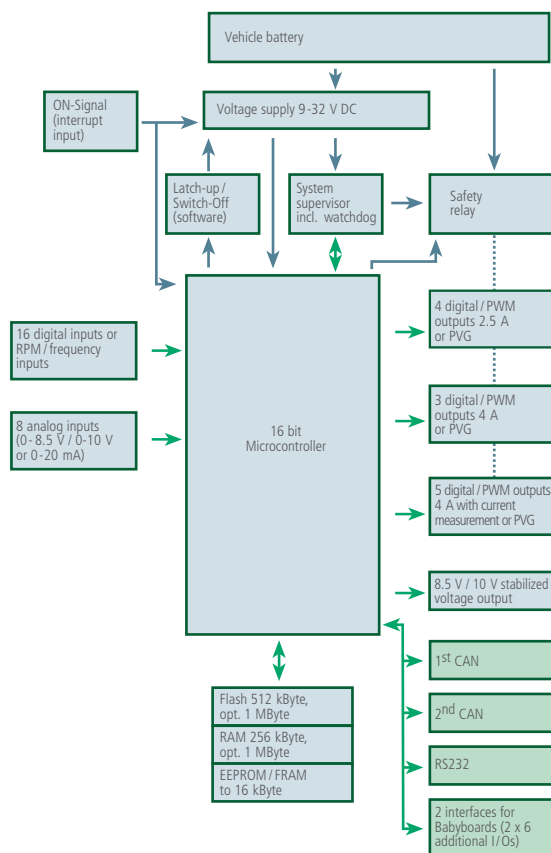 Vehicle battery
ON-Signal
(interrupt
input)
Voltage supply 9-32 V DC
Latch-up /
Switch-Off
(software)
System
supervisor
incl. watchdog
Safety
relay
16 digital inputs or
RPM / frequency
inputs
8 analog inputs
(0-8.5 V / 0-10 V
or 0-20 mA)
16 bit
Microcontroller
4 digital / PWM
outputs 2.5 A
or PVG
3 digital / PWM
outputs 4 A
or PVG
5 digital / PWM outputs
4 A with current
measurement or PVG
8.5 V / 10 V stabilized
voltage output
1st CAN
2nd CAN
RS232
2 interfaces for
Babyboards (2 x 6
additional I/Os)
Flash 512 kByte,
opt. 1 MByte
RAM 256 kByte,
opt. 1 MByte
EEPROM / FRAM
to 16 kByte